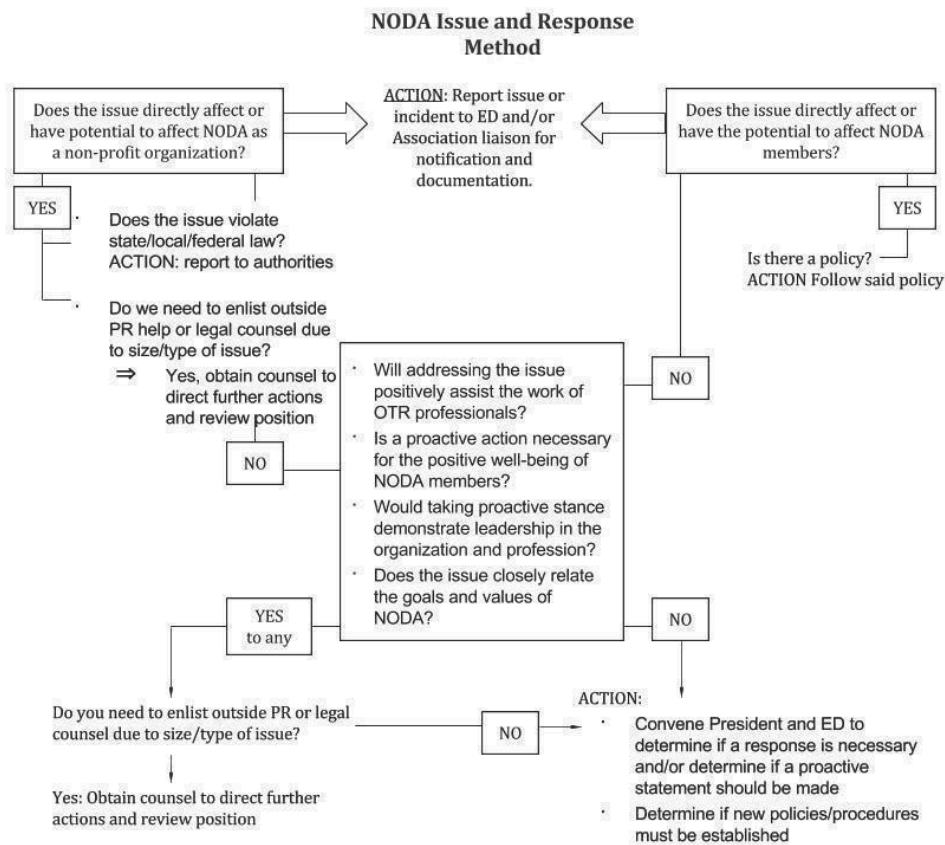 NODA Issue and Response
Method
Does the issue directly affect or
have potential to affect NODA as
a non-profit organization?
ACTION: Report issue or
incident to ED and/or
Association liaison for
notification and
documentation.
Does the issue directly affect or
have the potential to affect NODA
members?
YES
· Does the issue violate
state/local/federal law?
ACTION: report to authorities
YES
Is there a policy?
ACTION Follow said policy
· Do we need to enlist outside
PR help or legal counsel due
to size/type of issue?
⇒ Yes, obtain counsel to
direct further actions
and review position
NO
NO
· Will addressing the issue
positively assist the work of
OTR professionals?
· Is a proactive action necessary
for the positive well-being of
NODA members?
· Would taking proactive stance
demonstrate leadership in the
organization and profession?
· Does the issue closely relate
the goals and values of
NODA?
YES
to any
NO
Do you need to enlist outside PR or legal
counsel due to size/type of issue?
NO
Yes: Obtain counsel to direct further
actions and review position
ACTION:
· Convene President and ED to
determine if a response is necessary
and/or determine if a proactive
statement should be made
· Determine if new policies/procedures
must be established